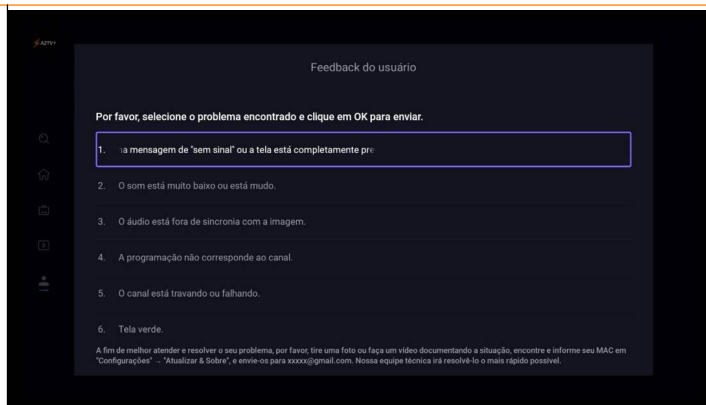 AZTV+
Feedback do usuário
Por favor, selecione o problema encontrado e clique em OK para enviar.
1. a mensagem de "sem sinal" ou a tela está completamente pre
2. O som está muito baixo ou está mudo.
3. O áudio está fora de sincronia com a imagem.
4. A programação não corresponde ao canal.
5. O canal está travando ou falhando.
6. Tela verde.
A fim de melhor atender e resolver o seu problema, por favor, tire uma foto ou faça um vídeo documentando a situação, encontre e informe seu MAC em
"Configurações" → "Atualizar & Sobre", e envie-os para xxxxx@gmail.com. Nossa equipe técnica irá resolvê-lo o mais rápido possível.